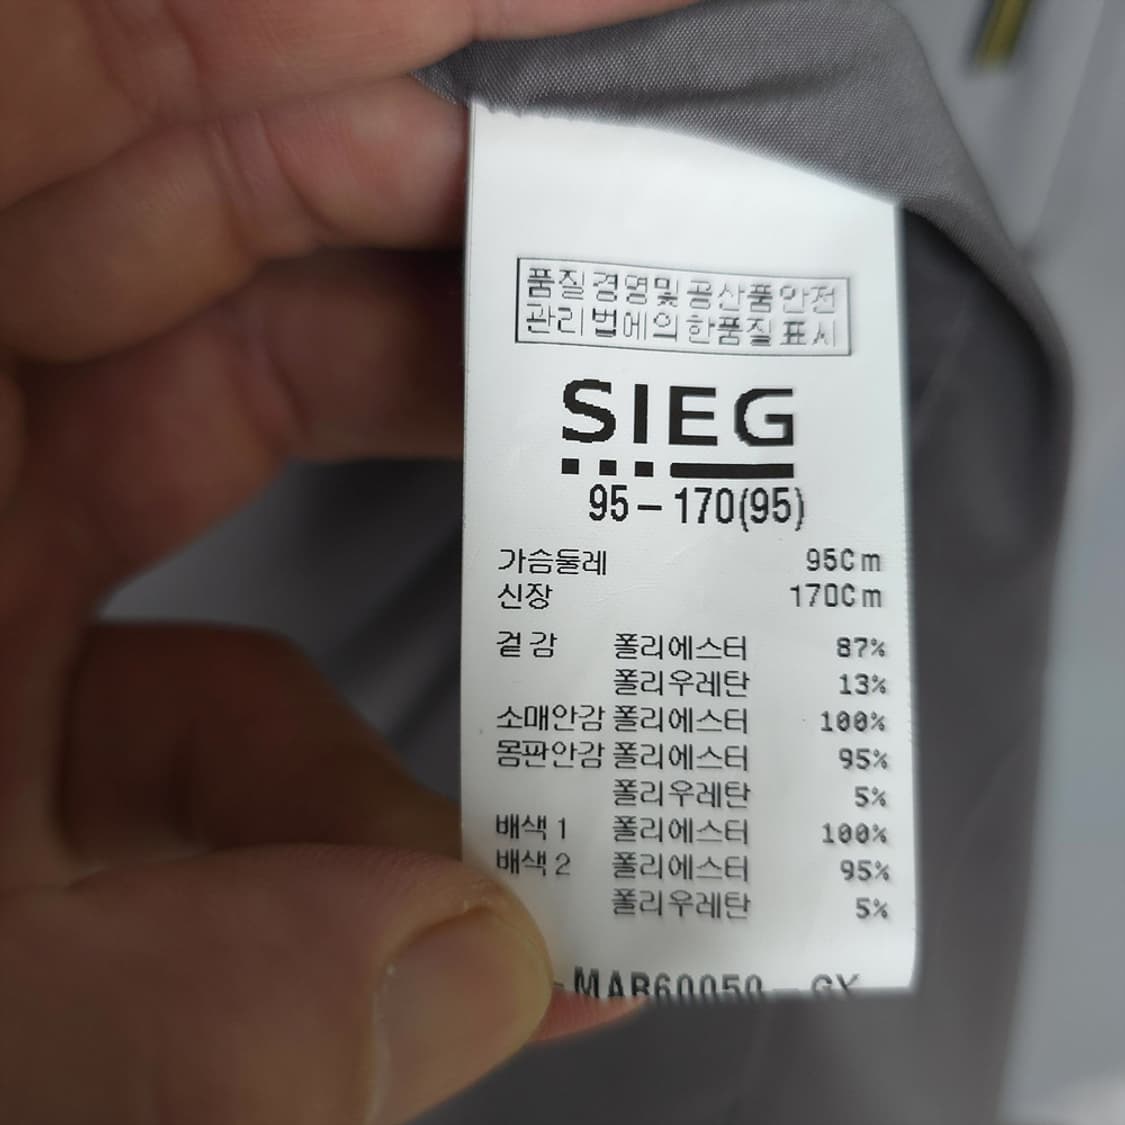 품질경영및공산품안전
관리법에의한품질표시
SIEG
95-170(95)
가슴둘레 95Cm
신장 170Cm
겉감 폴리에스터 87%
폴리우레탄 13%
소매안감 폴리에스터 100%
몸판안감 폴리에스터 95%
폴리우레탄 5%
배색1 폴리에스터 100%
배색2 폴리에스터 95%
폴리우레탄 5%